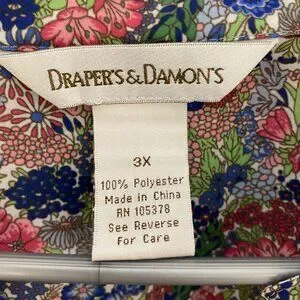 DRAPER'S & DAMON'S
3X
100% Polyester
Made in China
RN 105378
See Reverse
For Care